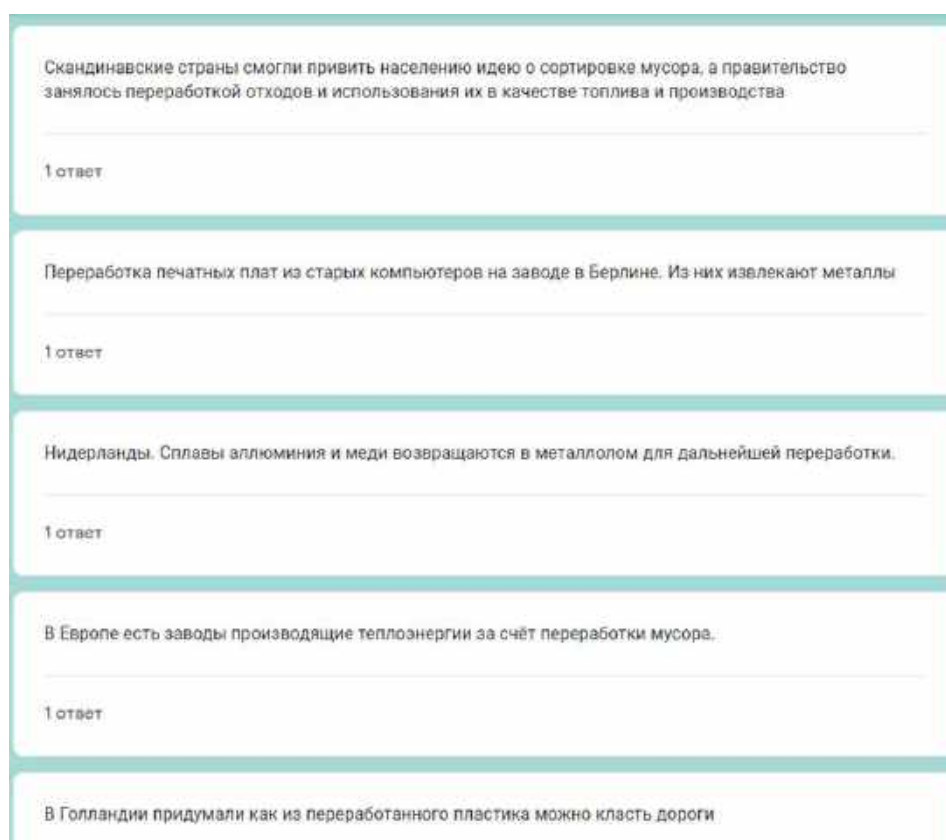 Скандинавские страны смогли привить населению идею о сортировке мусора, а правительство
занялось переработкой отходов и использования их в качестве топлива и производства
1 ответ
Переработка печатных плат из старых компьютеров на заводе в Берлине. Из них извлекают металлы
1 ответ
Нидерланды. Сплавы аллюминия и меди возвращаются в металлолом для дальнейшей переработки.
1 ответ
В Европе есть заводы производящие теплоэнергии за счёт переработки мусора.
1 ответ
В Голландии придумали как из переработанного пластика можно класть дороги